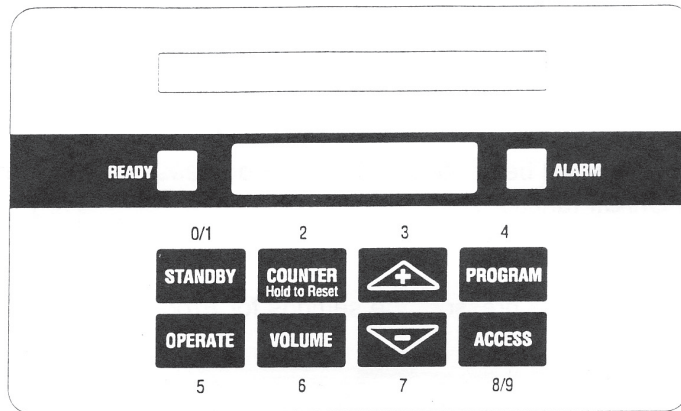 READY ALARM
0/1 2 3 4
STANDBY COUNTER + PROGRAM
Hold to Reset
OPERATE VOLUME - ACCESS
5 6 7 8/9